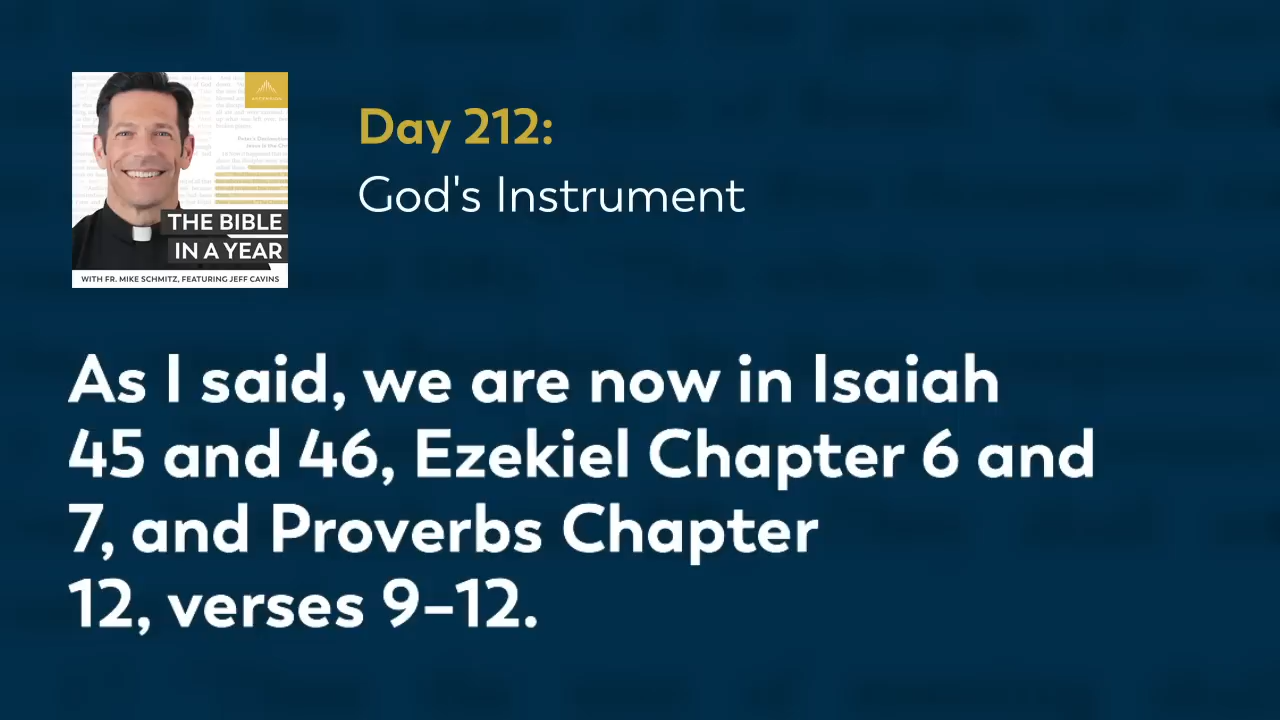 Day 212:
God's Instrument
THE BIBLE
IN A YEAR
WITH FR. MIKE SCHMITZ, FEATURING JEFF CAVINS
As I said, we are now in Isaiah
45 and 46, Ezekiel Chapter 6 and
7, and Proverbs Chapter
12, verses 9–12.